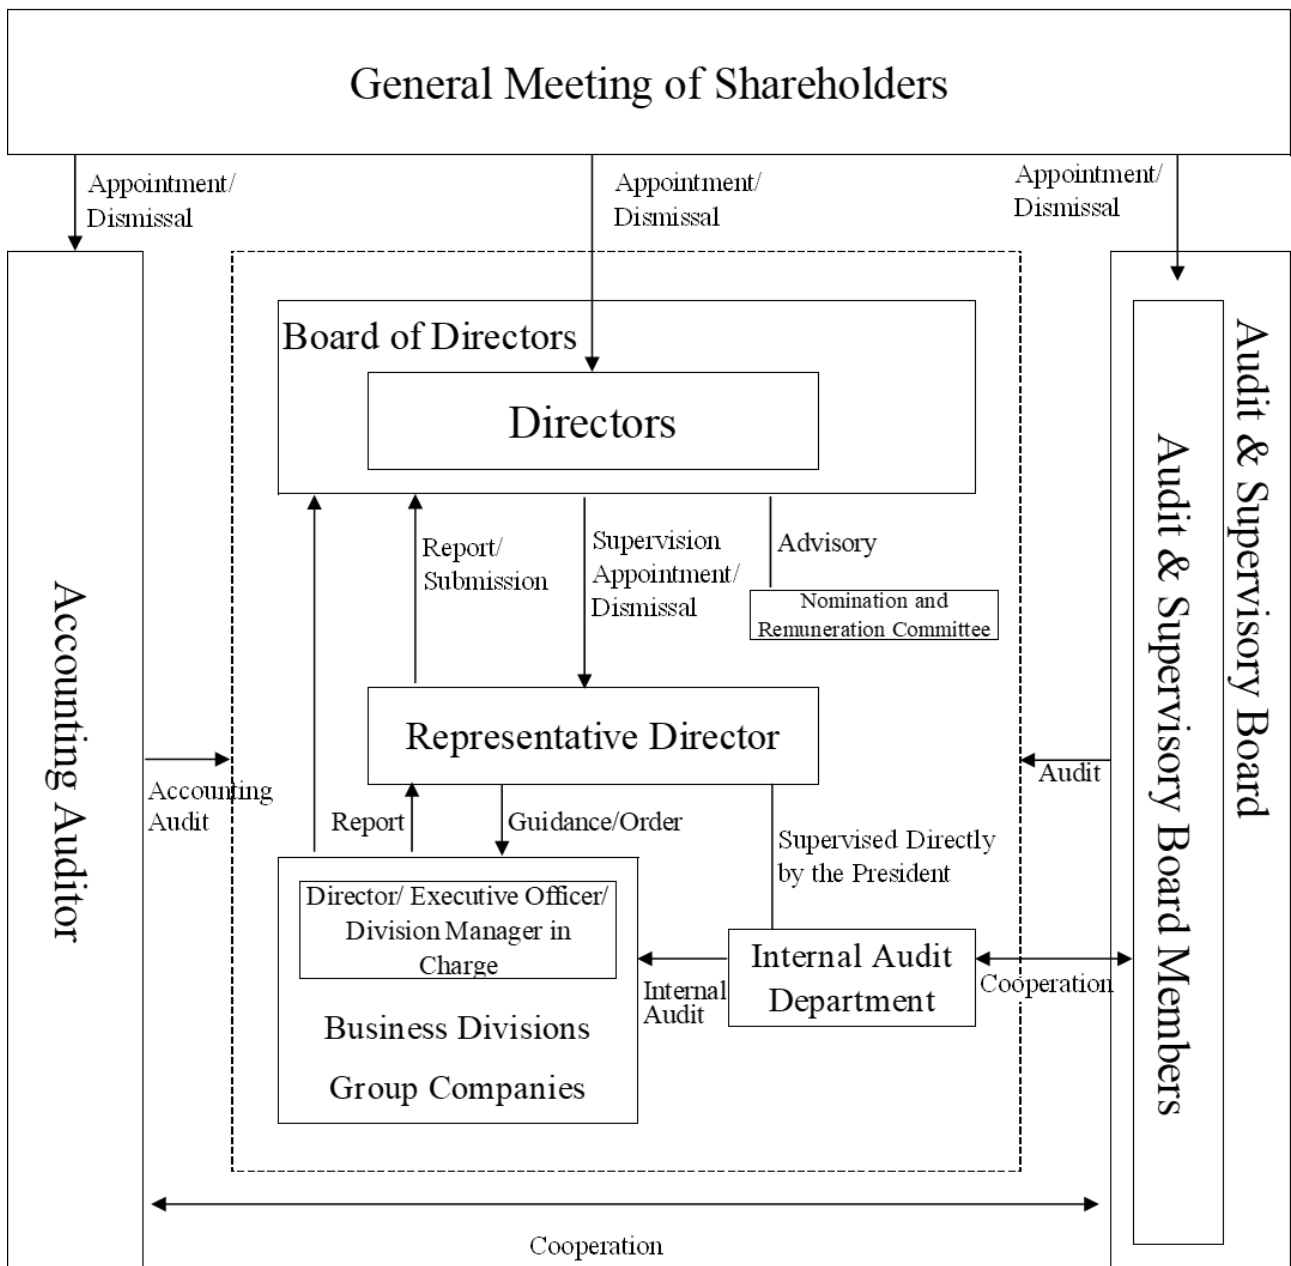 General Meeting of Shareholders
Appointment/
Dismissal
Appointment/
Dismissal
Appointment/
Dismissal
Board of Directors
Directors
Report/
Submission
Supervision
Appointment/
Dismissal
Advisory
Nomination and
Remuneration Committee
Accounting Auditor
Audit & Supervisory Board
Audit & Supervisory Board Members
Representative Director
Accounting
Audit
Audit
Report
Guidance/Order
Supervised Directly
by the President
Director/ Executive Officer/
Division Manager in
Charge
Business Divisions
Group Companies
Internal
Audit
Internal Audit
Department
Cooperation
Cooperation